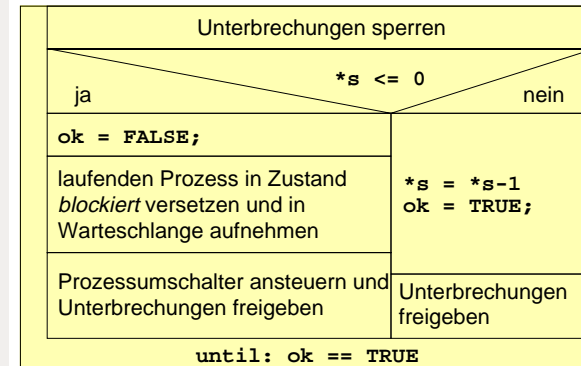 Unterbrechungen sperren
*s <= 0
ja
nein
ok = FALSE;
laufenden Prozess in Zustand
blockiert versetzen und in
Warteschlange aufnehmen
Prozessumschalter ansteuern und
Unterbrechungen freigeben
*s = *s-1
ok = TRUE;
Unterbrechungen
freigeben
until: ok == TRUE